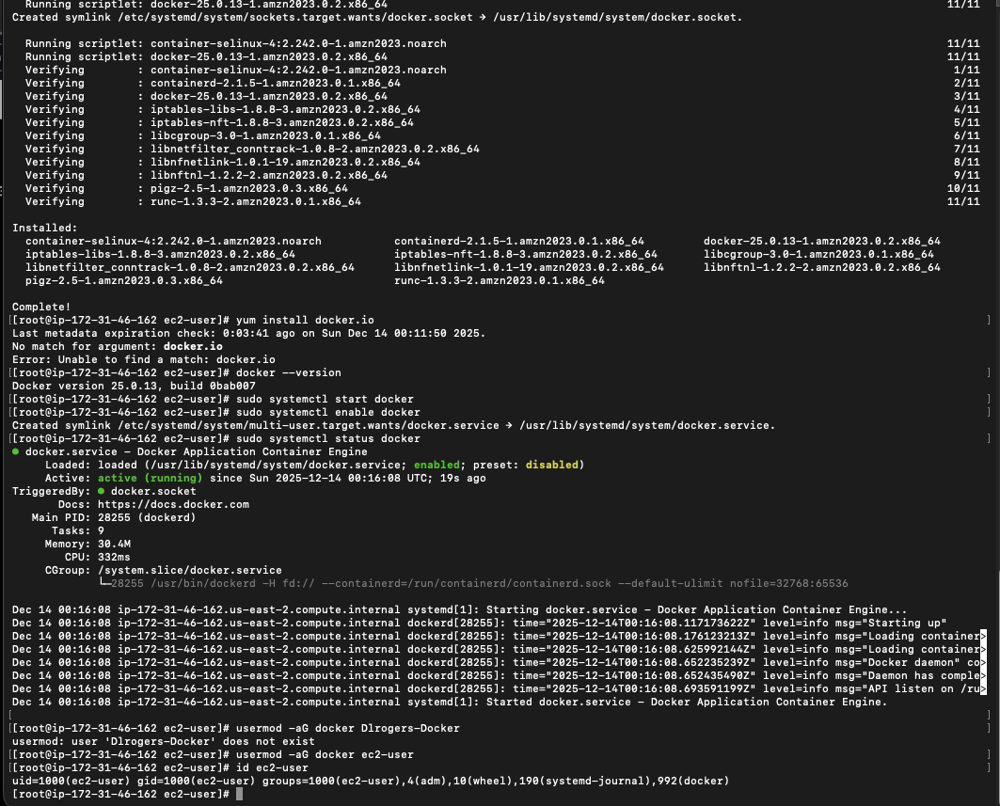 Running scriptlet: docker-25.0.13-1.amzn2023.0.2.x86_64 11/11
Created symlink /etc/systemd/system/sockets.target.wants/docker.socket → /usr/lib/systemd/system/docker.socket.
Running scriptlet: container-selinux-4:2.242.0-1.amzn2023.noarch 11/11
Running scriptlet: docker-25.0.13-1.amzn2023.0.2.x86_64 11/11
Verifying : container-selinux-4:2.242.0-1.amzn2023.noarch 1/11
Verifying : containerd-2.1.5-1.amzn2023.0.1.x86_64 2/11
Verifying : docker-25.0.13-1.amzn2023.0.2.x86_64 3/11
Verifying : iptables-libs-1.8.8-3.amzn2023.0.2.x86_64 4/11
Verifying : iptables-nft-1.8.8-3.amzn2023.0.2.x86_64 5/11
Verifying : libcgroup-3.0-1.amzn2023.0.1.x86_64 6/11
Verifying : libnetfilter_conntrack-1.0.8-2.amzn2023.0.2.x86_64 7/11
Verifying : libnfnetlink-1.0.1-19.amzn2023.0.2.x86_64 8/11
Verifying : libnftnl-1.2.2-2.amzn2023.0.2.x86_64 9/11
Verifying : pigz-2.5-1.amzn2023.0.3.x86_64 10/11
Verifying : runc-1.3.3-2.amzn2023.0.1.x86_64 11/11
Installed:
container-selinux-4:2.242.0-1.amzn2023.noarch containerd-2.1.5-1.amzn2023.0.1.x86_64 docker-25.0.13-1.amzn2023.0.2.x86_64
iptables-libs-1.8.8-3.amzn2023.0.2.x86_64 iptables-nft-1.8.8-3.amzn2023.0.2.x86_64 libcgroup-3.0-1.amzn2023.0.1.x86_64
libnetfilter_conntrack-1.0.8-2.amzn2023.0.2.x86_64 libnfnetlink-1.0.1-19.amzn2023.0.2.x86_64 libnftnl-1.2.2-2.amzn2023.0.2.x86_64
pigz-2.5-1.amzn2023.0.3.x86_64 runc-1.3.3-2.amzn2023.0.1.x86_64
Complete!
[[root@ip-172-31-46-162 ec2-user]# yum install docker.io ]
Last metadata expiration check: 0:03:41 ago on Sun Dec 14 00:11:50 2025.
No match for argument: docker.io
Error: Unable to find a match: docker.io
[[root@ip-172-31-46-162 ec2-user]# docker --version ]
Docker version 25.0.13, build 0bab007
[[root@ip-172-31-46-162 ec2-user]# sudo systemctl start docker ]
[[root@ip-172-31-46-162 ec2-user]# sudo systemctl enable docker ]
Created symlink /etc/systemd/system/multi-user.target.wants/docker.service → /usr/lib/systemd/system/docker.service.
[[root@ip-172-31-46-162 ec2-user]# sudo systemctl status docker ]
● docker.service - Docker Application Container Engine
Loaded: loaded (/usr/lib/systemd/system/docker.service; enabled; preset: disabled)
Active: active (running) since Sun 2025-12-14 00:16:08 UTC; 19s ago
TriggeredBy: ● docker.socket
Docs: https://docs.docker.com
Main PID: 28255 (dockerd)
Tasks: 9
Memory: 30.4M
CPU: 332ms
CGroup: /system.slice/docker.service
└─28255 /usr/bin/dockerd -H fd:// --containerd=/run/containerd/containerd.sock --default-ulimit nofile=32768:65536
Dec 14 00:16:08 ip-172-31-46-162.us-east-2.compute.internal systemd[1]: Starting docker.service - Docker Application Container Engine...
Dec 14 00:16:08 ip-172-31-46-162.us-east-2.compute.internal dockerd[28255]: time="2025-12-14T00:16:08.117173622Z" level=info msg="Starting up"
Dec 14 00:16:08 ip-172-31-46-162.us-east-2.compute.internal dockerd[28255]: time="2025-12-14T00:16:08.176123213Z" level=info msg="Loading container>
Dec 14 00:16:08 ip-172-31-46-162.us-east-2.compute.internal dockerd[28255]: time="2025-12-14T00:16:08.625992144Z" level=info msg="Loading container>
Dec 14 00:16:08 ip-172-31-46-162.us-east-2.compute.internal dockerd[28255]: time="2025-12-14T00:16:08.652235239Z" level=info msg="Docker daemon" co>
Dec 14 00:16:08 ip-172-31-46-162.us-east-2.compute.internal dockerd[28255]: time="2025-12-14T00:16:08.652435490Z" level=info msg="Daemon has comple>
Dec 14 00:16:08 ip-172-31-46-162.us-east-2.compute.internal dockerd[28255]: time="2025-12-14T00:16:08.693591199Z" level=info msg="API listen on /ru>
Dec 14 00:16:08 ip-172-31-46-162.us-east-2.compute.internal systemd[1]: Started docker.service - Docker Application Container Engine.
[ ]
[[root@ip-172-31-46-162 ec2-user]# usermod -aG docker Dlrogers-Docker ]
usermod: user 'Dlrogers-Docker' does not exist
[[root@ip-172-31-46-162 ec2-user]# usermod -aG docker ec2-user ]
[[root@ip-172-31-46-162 ec2-user]# id ec2-user ]
uid=1000(ec2-user) gid=1000(ec2-user) groups=1000(ec2-user),4(adm),10(wheel),190(systemd-journal),992(docker)
[root@ip-172-31-46-162 ec2-user]#